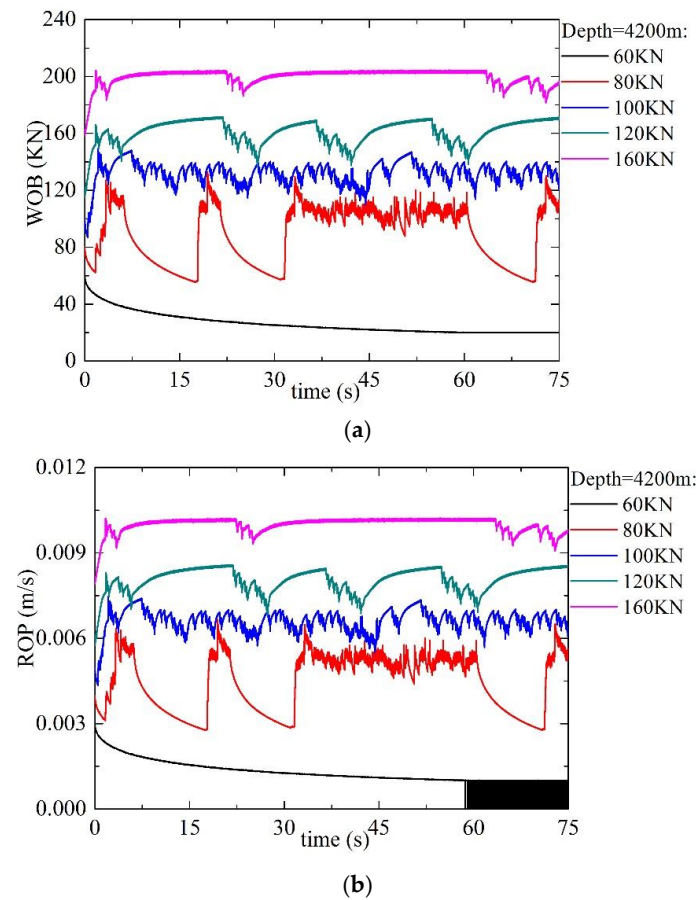 Depth=4200m:
60KN
80KN
100KN
120KN
160KN
240
200
160
120
80
40
0
WOB (KN)
0 15 30 45 60 75
time (s)
(a)
Depth=4200m:
60KN
80KN
100KN
120KN
160KN
0.012
0.009
0.006
0.003
0.000
ROP (m/s)
0 15 30 45 60 75
time (s)
(b)